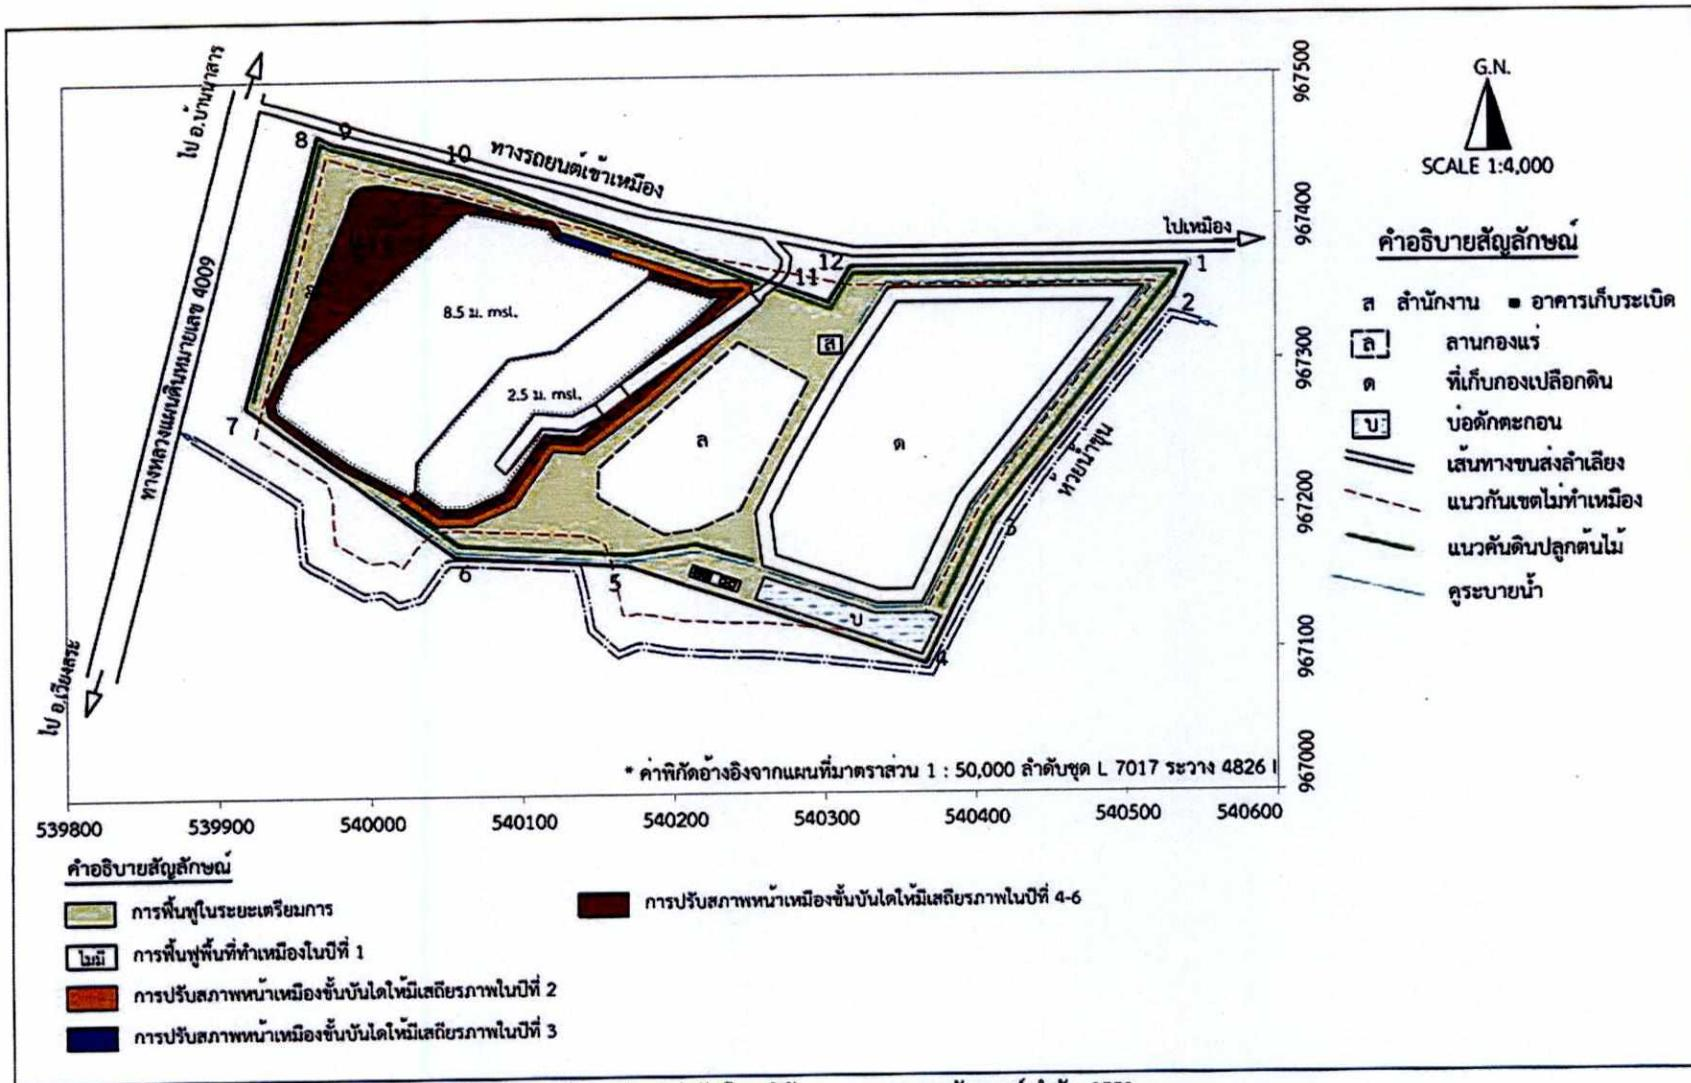 ไป อ.บ้านนาสาร
ทางหลวงแผ่นดินหมายเลข 4009
ไป อ.เวียงสระ
ทางรถยนต์เข้าเหมือง
ไปเหมือง
ห้วยน้ำขุ่น
8
9
10
12
11
1
2
3
4
5
6
7
8.5 ม. msl.
2.5 ม. msl.
ส
ล
ด
บ
967500
967400
967300
967200
967100
967000
* ค่าพิกัดอ้างอิงจากแผนที่มาตราส่วน 1 : 50,000 ลำดับชุด L 7017 ระวาง 4826 I
539800 539900 540000 540100 540200 540300 540400 540500 540600
G.N.
SCALE 1:4,000
คำอธิบายสัญลักษณ์
ส สำนักงาน ■ อาคารเก็บระเบิด
ล ลานกองแร่
ด ที่เก็บกองเปลือกดิน
บ บ่อดักตะกอน
เส้นทางขนส่งลำเลียง
แนวกันเขตไม่ทำเหมือง
แนวคันดินปลูกต้นไม้
คูระบายน้ำ
คำอธิบายสัญลักษณ์
การฟื้นฟูในระยะเตรียมการ
ไม่มี การฟื้นฟูพื้นที่ทำเหมืองในปีที่ 1
การปรับสภาพหน้าเหมืองขั้นบันไดให้มีเสถียรภาพในปีที่ 2
การปรับสภาพหน้าเหมืองขั้นบันไดให้มีเสถียรภาพในปีที่ 3
การปรับสภาพหน้าเหมืองขั้นบันไดให้มีเสถียรภาพในปีที่ 4-6